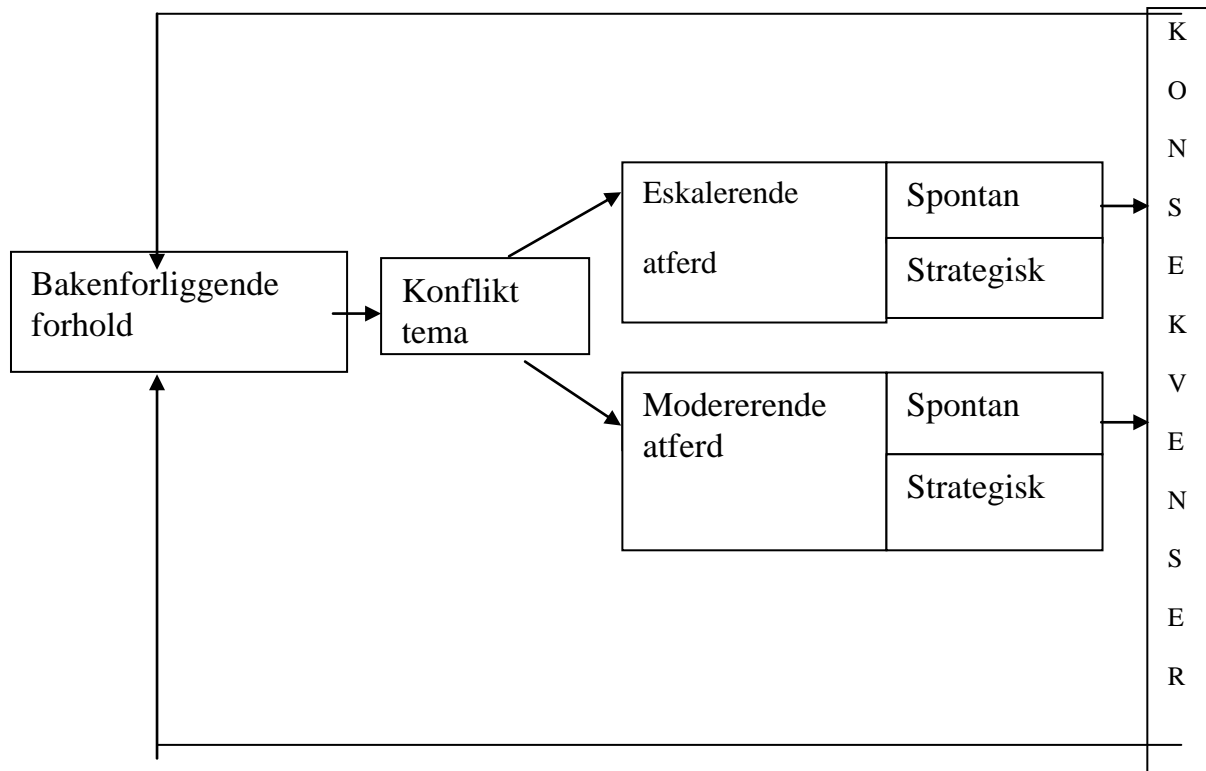 Bakenforliggende
forhold
Konflikt
tema
Eskalerende
atferd
Spontan
Strategisk
Modererende
atferd
Spontan
Strategisk
K
O
N
S
E
K
V
E
N
S
E
R